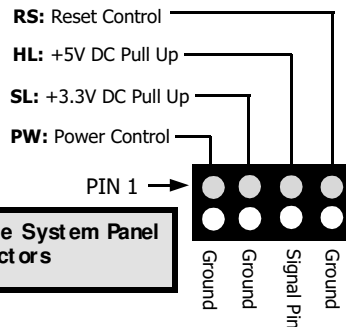 RS: Reset Control
HL: +5V DC Pull Up
SL: +3.3V DC Pull Up
PW: Power Control
PIN 1
e System Panel
ctors
Ground
Ground
Signal Pin
Ground